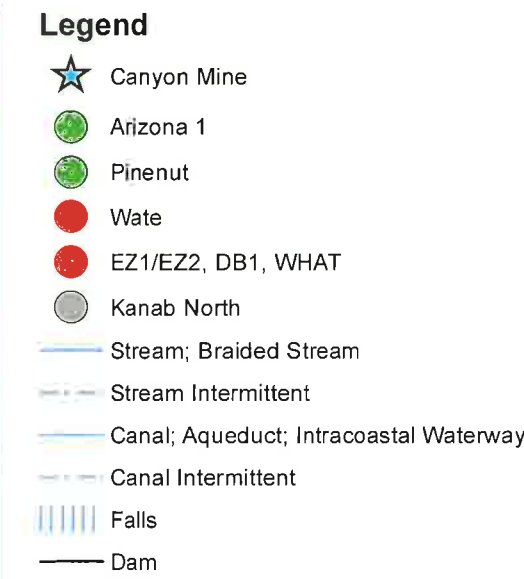 Legend
Canyon Mine
Arizona 1
Pinenut
Wate
EZ1/EZ2, DB1, WHAT
Kanab North
Stream; Braided Stream
Stream Intermittent
Canal; Aqueduct; Intracoastal Waterway
Canal Intermittent
Falls
Dam